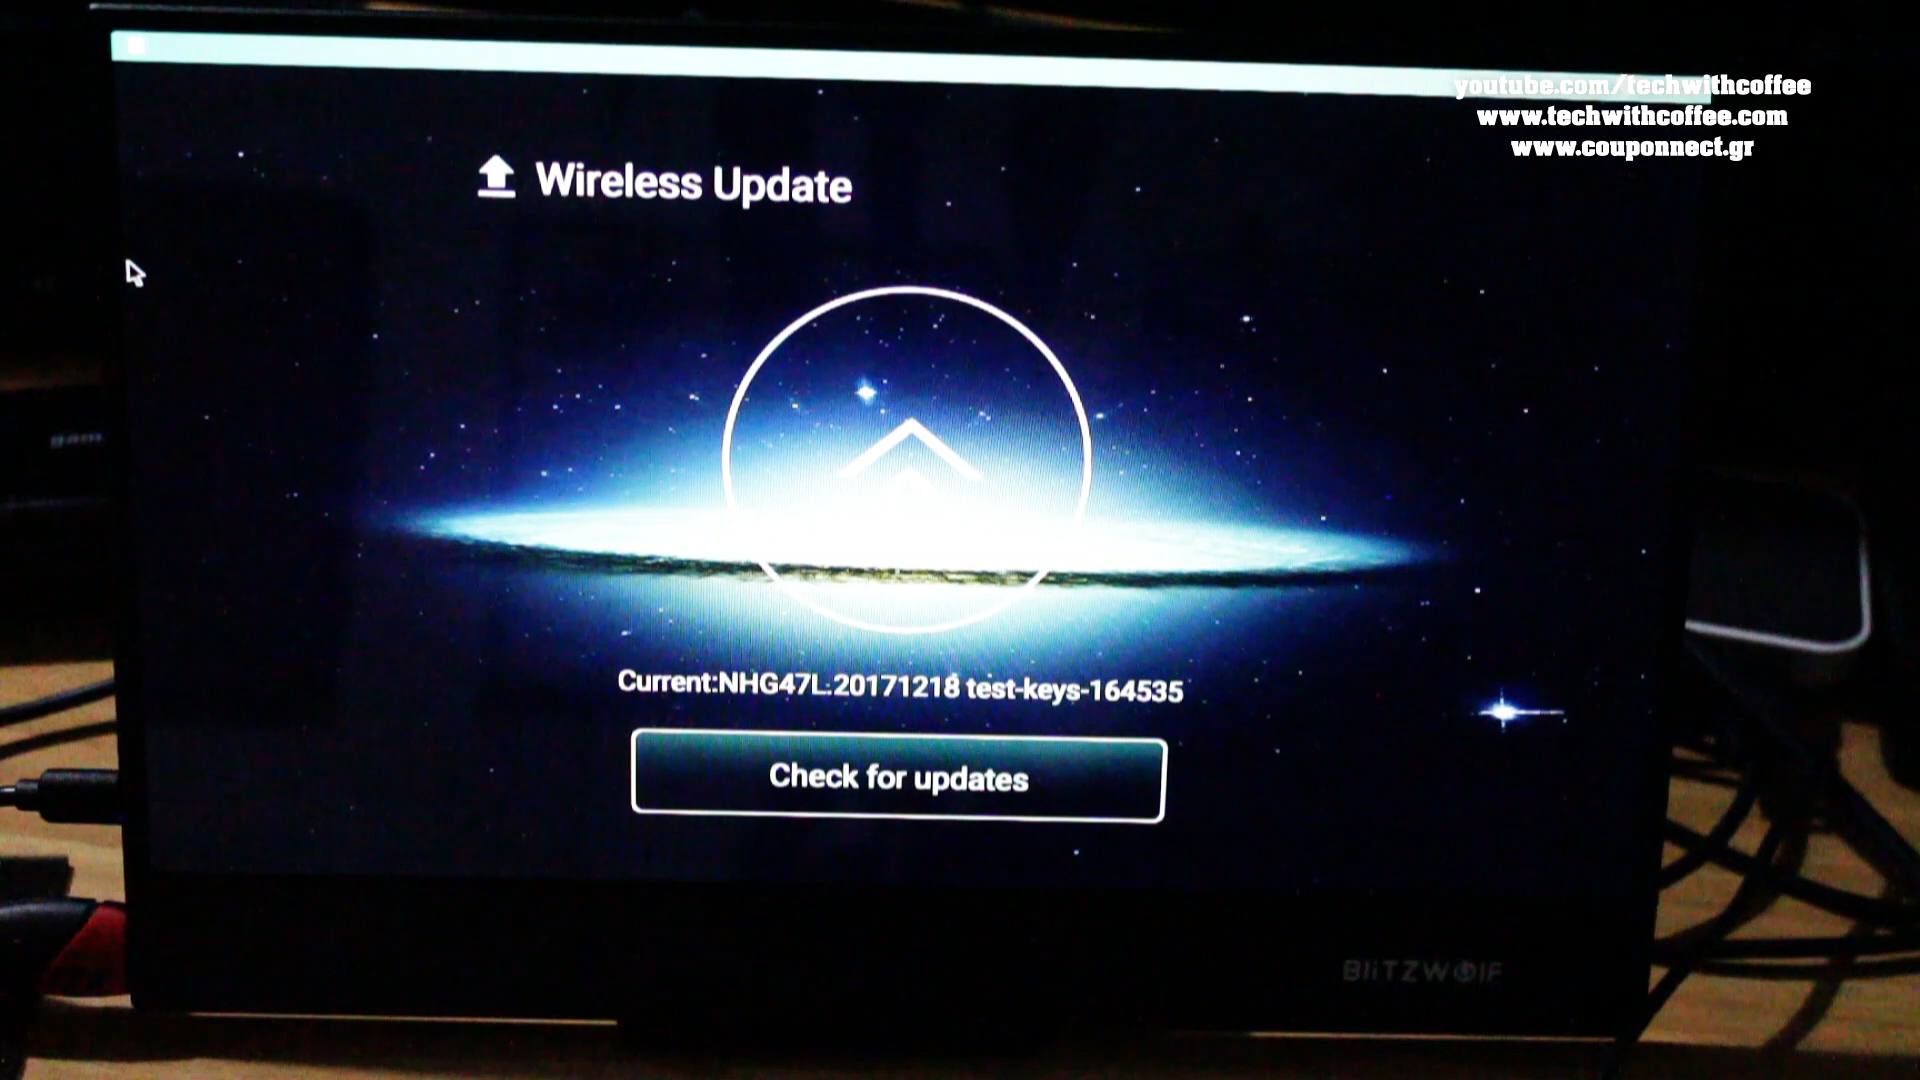 youtube.com/techwithcoffee
www.techwithcoffee.com
www.couponnect.gr
Wireless Update
Current:NHG47L.20171218 test-keys-164535
Check for updates
BliTZWOlF